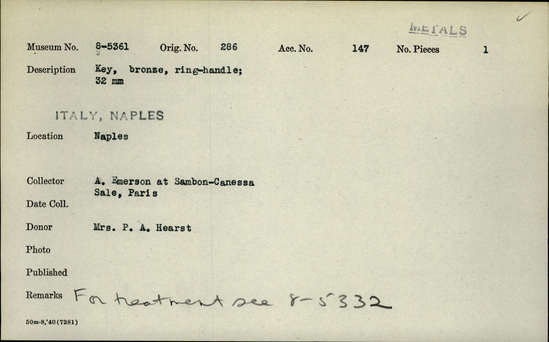 METALS
Museum No. 8-5361 Orig. No. 286 Acc. No. 147 No. Pieces 1
Description Key, bronze, ring-handle;
32 mm
ITALY, NAPLES
Location Naples
Collector A. Emerson at Sambon-Canessa
Sale, Paris
Date Coll.
Donor Mrs. P. A. Hearst
Photo
Published
Remarks For treatment see 8-5332
50m-8,'40(7281)